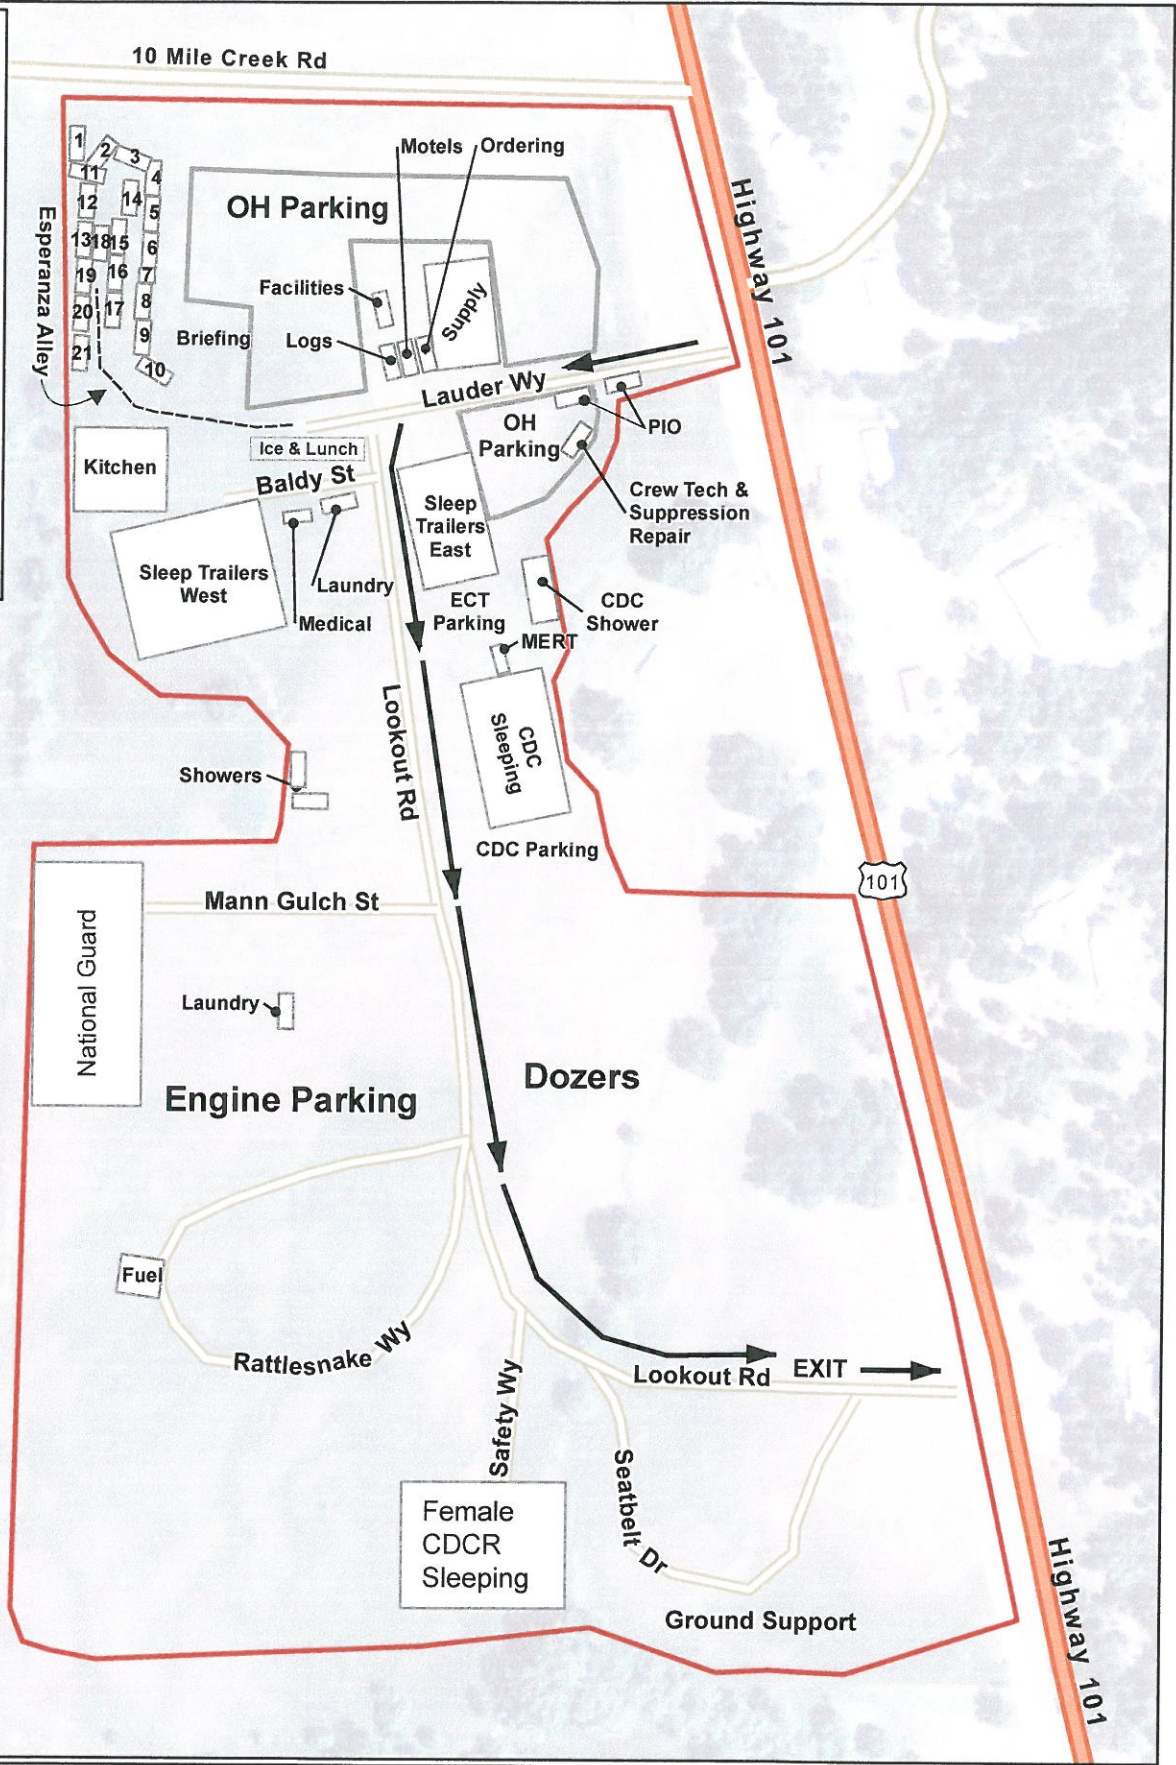 10 Mile Creek Rd
1
2
3
4
5
6
7
8
9
10
11
12
13
14
15
16
17
18
19
20
21
Esperanza Alley
OH Parking
Motels
Ordering
Facilities
Supply
Briefing
Logs
Highway 101
Lauder Wy
OH
Parking
PIO
Crew Tech &
Suppression
Repair
Kitchen
Ice & Lunch
Baldy St
Sleep
Trailers
East
Sleep Trailers
West
Laundry
Medical
ECT
Parking
CDC
Shower
MERT
Lookout Rd
CDC
Sleeping
Showers
CDC Parking
101
Mann Gulch St
National Guard
Laundry
Engine Parking
Dozers
Fuel
Rattlesnake Wy
Safety Wy
Lookout Rd
EXIT
Seatbelt Dr
Female
CDCR
Sleeping
Ground Support
Highway 101